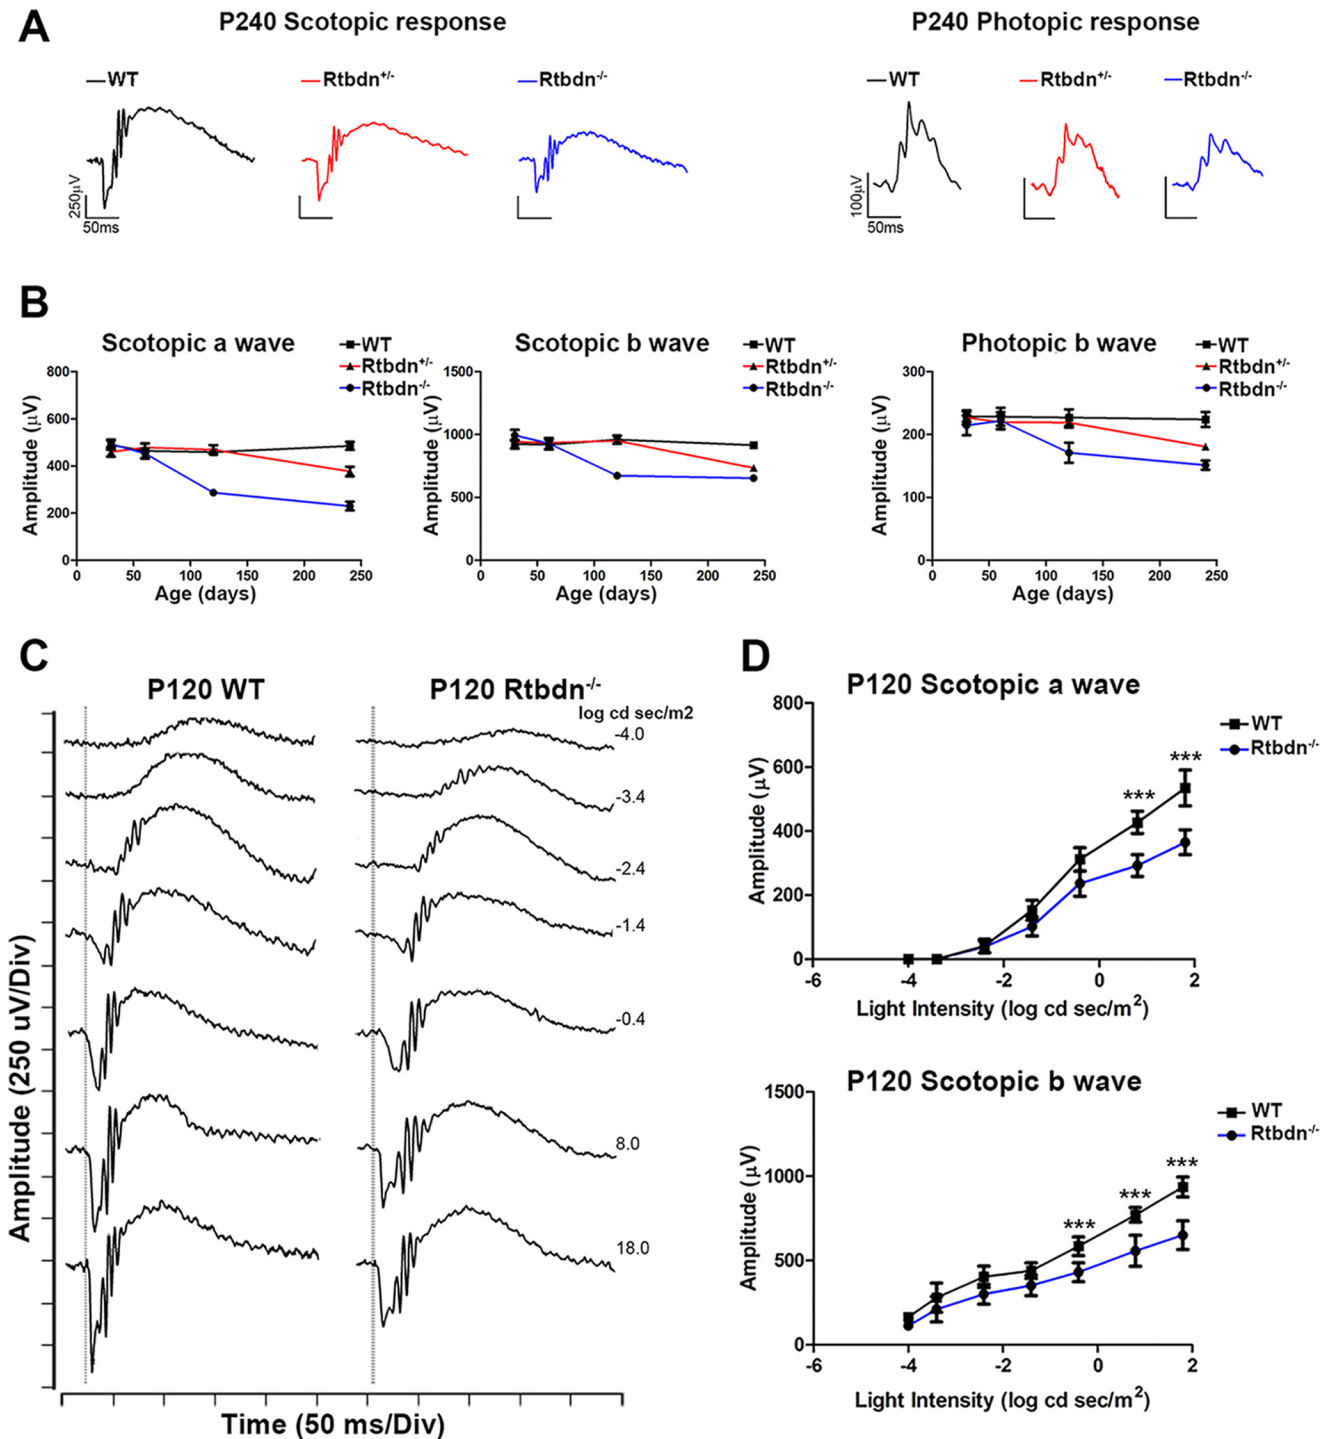 A
P240 Scotopic response
P240 Photopic response
WT
Rtbdn+/-
Rtbdn-/-
WT
Rtbdn+/-
Rtbdn-/-
250µV
50ms
100µV
50ms
B
Scotopic a wave
WT
Rtbdn+/-
Rtbdn-/-
Amplitude (µV)
800
600
400
200
0
0 50 100 150 200 250
Age (days)
Scotopic b wave
WT
Rtbdn+/-
Rtbdn-/-
Amplitude (µV)
1500
1000
500
0
0 50 100 150 200 250
Age (days)
Photopic b wave
WT
Rtbdn+/-
Rtbdn-/-
Amplitude (µV)
300
200
100
0
0 50 100 150 200 250
Age (days)
C
P120 WT
P120 Rtbdn-/-
log cd sec/m2
-4.0
-3.4
-2.4
-1.4
-0.4
8.0
18.0
Amplitude (250 uV/Div)
Time (50 ms/Div)
D
P120 Scotopic a wave
WT
Rtbdn-/-
Amplitude (µV)
800
600
400
200
0
*** ***
-6 -4 -2 0 2
Light Intensity (log cd sec/m2)
P120 Scotopic b wave
WT
Rtbdn-/-
Amplitude (µV)
1500
1000
500
0
*** *** ***
-6 -4 -2 0 2
Light Intensity (log cd sec/m2)